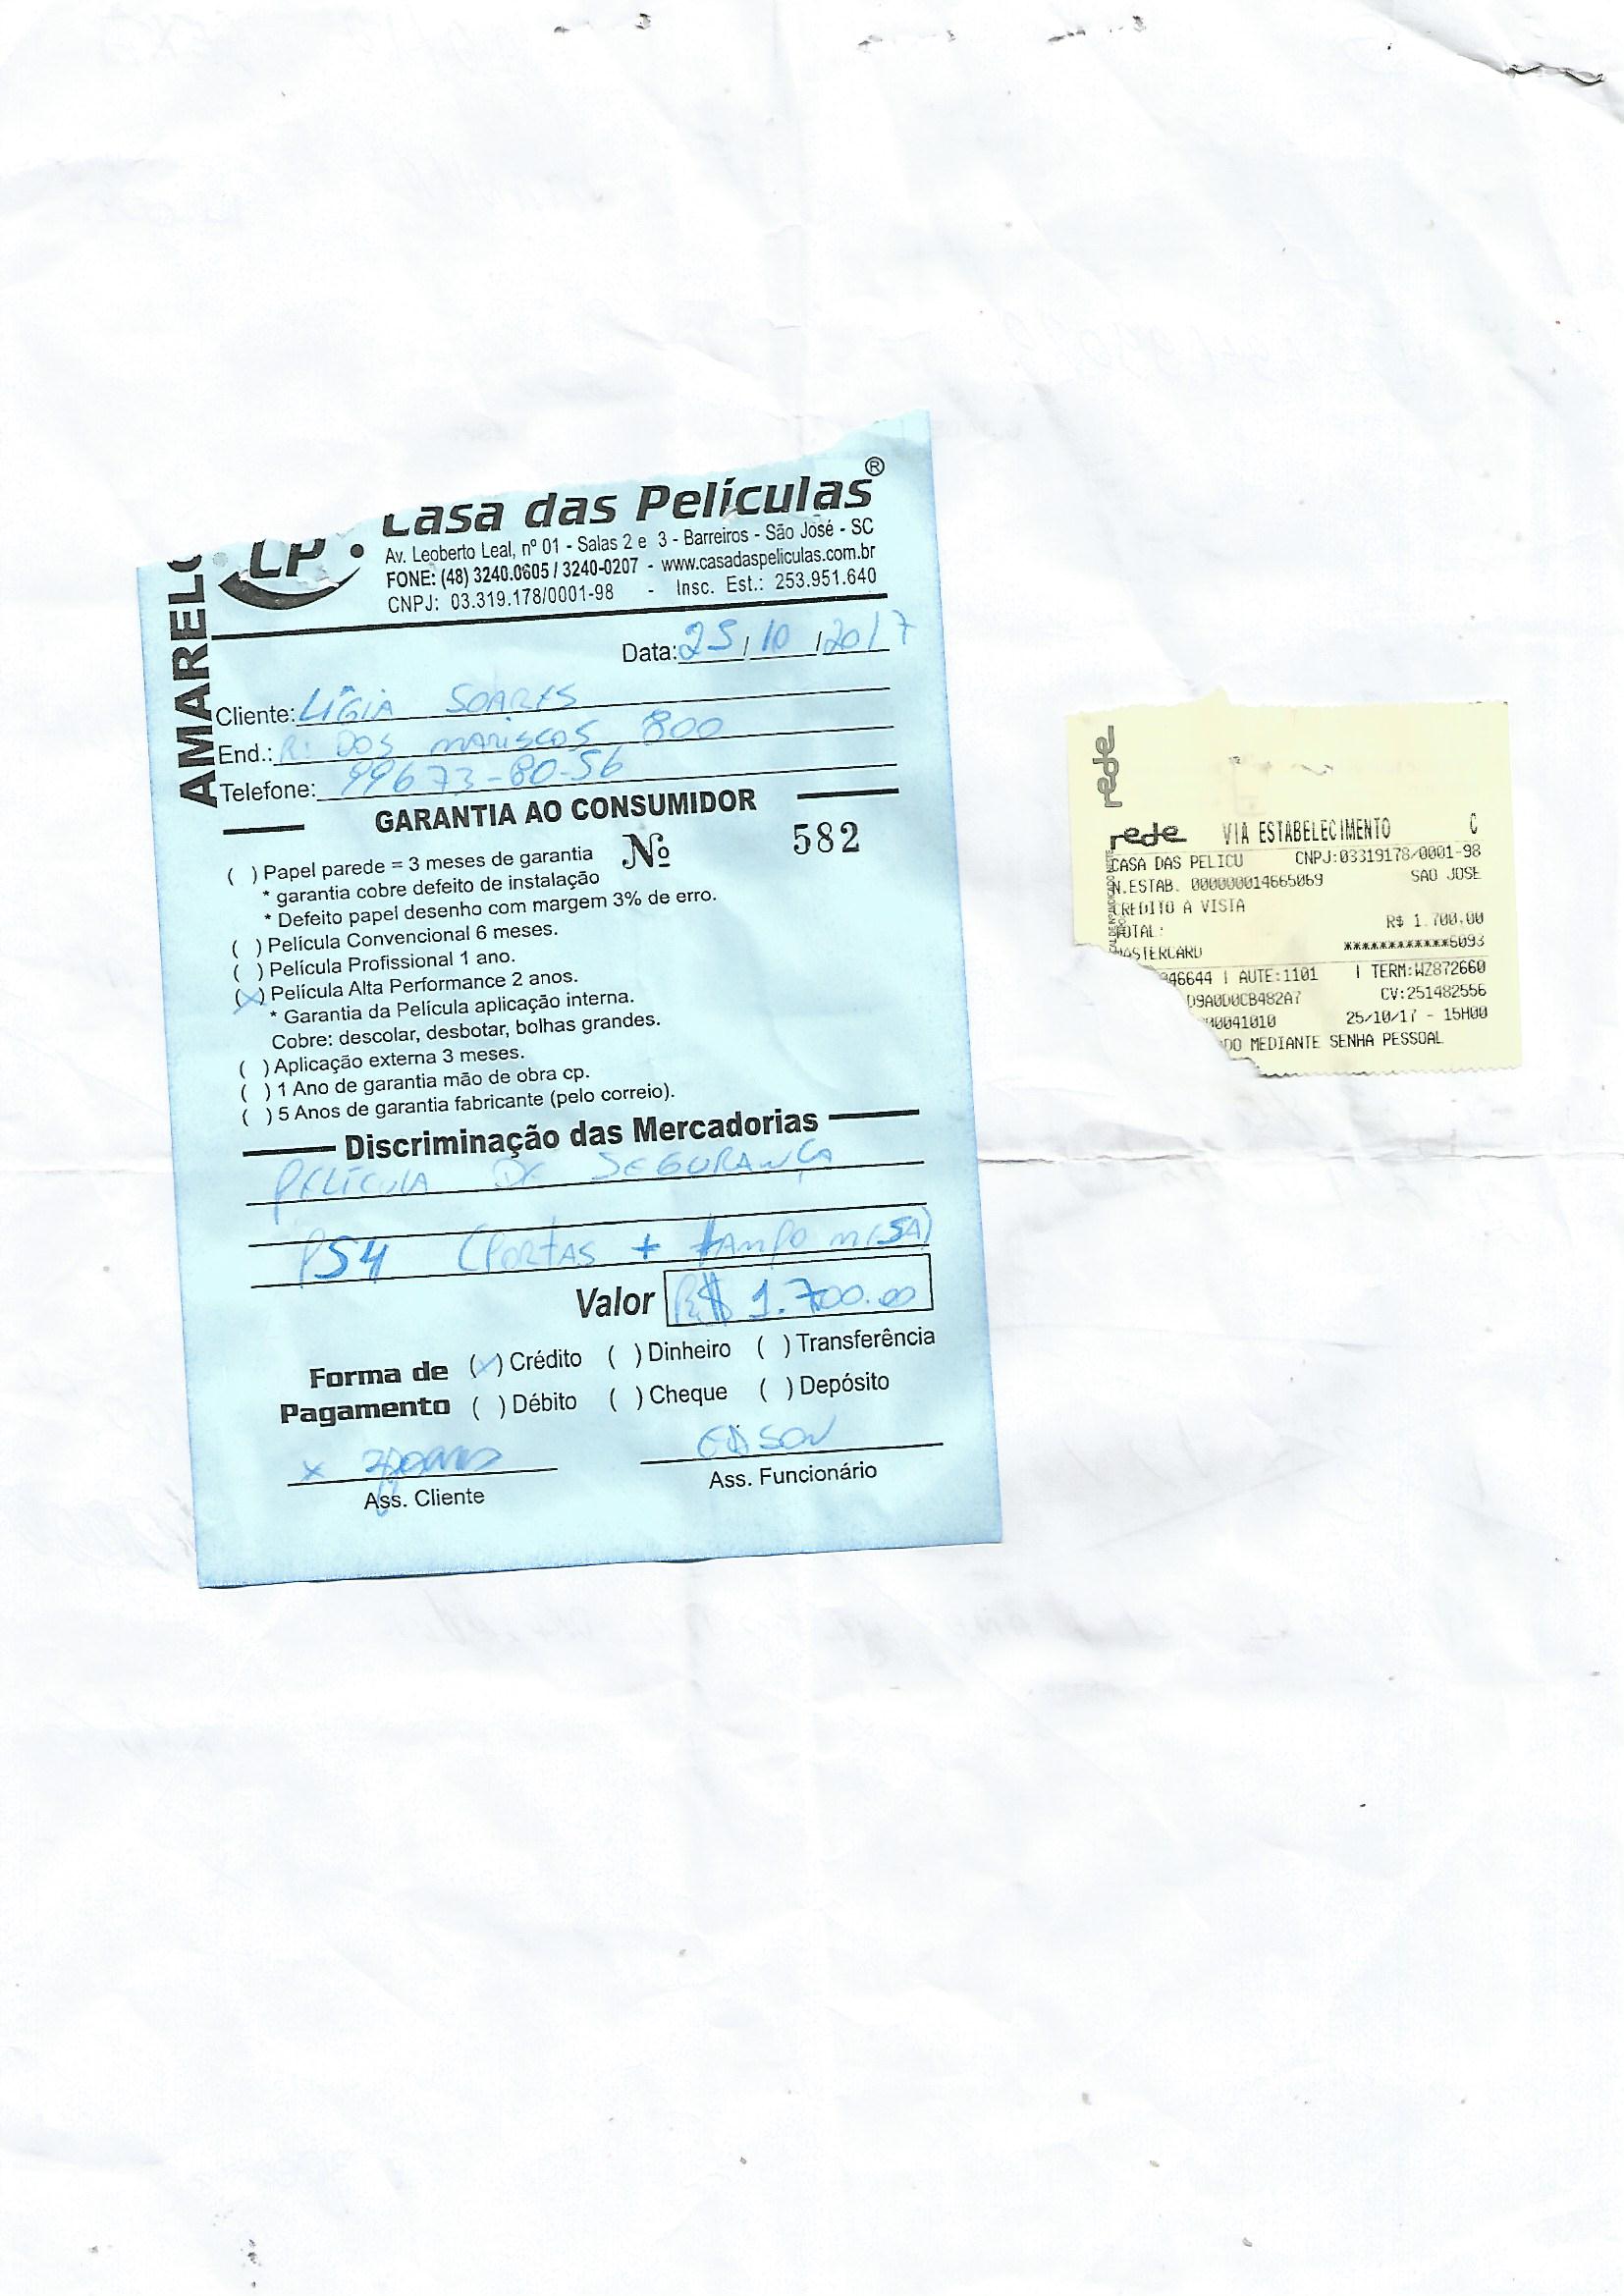 AMARELO
CP
Casa das Películas®
Av. Leoberto Leal, nº 01 - Salas 2 e 3 - Barreiros - São José - SC
FONE: (48) 3240.0605 / 3240-0207 - www.casadaspeliculas.com.br
CNPJ: 03.319.178/0001-98 - Insc. Est.: 253.951.640
Data: 25/10/2017
Cliente: LÍGIA SOARES
End.: R: DOS MARISCOS 800
Telefone: 99673-80-56
GARANTIA AO CONSUMIDOR
Nº 582
( ) Papel parede = 3 meses de garantia
* garantia cobre defeito de instalação
* Defeito papel desenho com margem 3% de erro.
( ) Película Convencional 6 meses.
( ) Película Profissional 1 ano.
(x) Película Alta Performance 2 anos.
* Garantia da Película aplicação interna.
Cobre: descolar, desbotar, bolhas grandes.
( ) Aplicação externa 3 meses.
( ) 1 Ano de garantia mão de obra cp.
( ) 5 Anos de garantia fabricante (pelo correio).
Discriminação das Mercadorias
PELÍCULA DE SEGURANÇA
PS4 (PORTAS + TAMPO MESA)
Valor R$ 1.700.00
Forma de Pagamento
(x) Crédito ( ) Dinheiro ( ) Transferência
( ) Débito ( ) Cheque ( ) Depósito
x
EDSON
Ass. Cliente
Ass. Funcionário
rede
rede VIA ESTABELECIMENTO C
CASA DAS PELICU CNPJ:03319178/0001-98
N.ESTAB. 000000014665069 SAO JOSE
CREDITO A VISTA
TOTAL: R$ 1.700,00
MASTERCARD ************6093
046644 | AUTE:1101 | TERM:WZ872660
D9A0D0CB482A7 CV:251482556
00041010 25/10/17 - 15H00
DO MEDIANTE SENHA PESSOAL